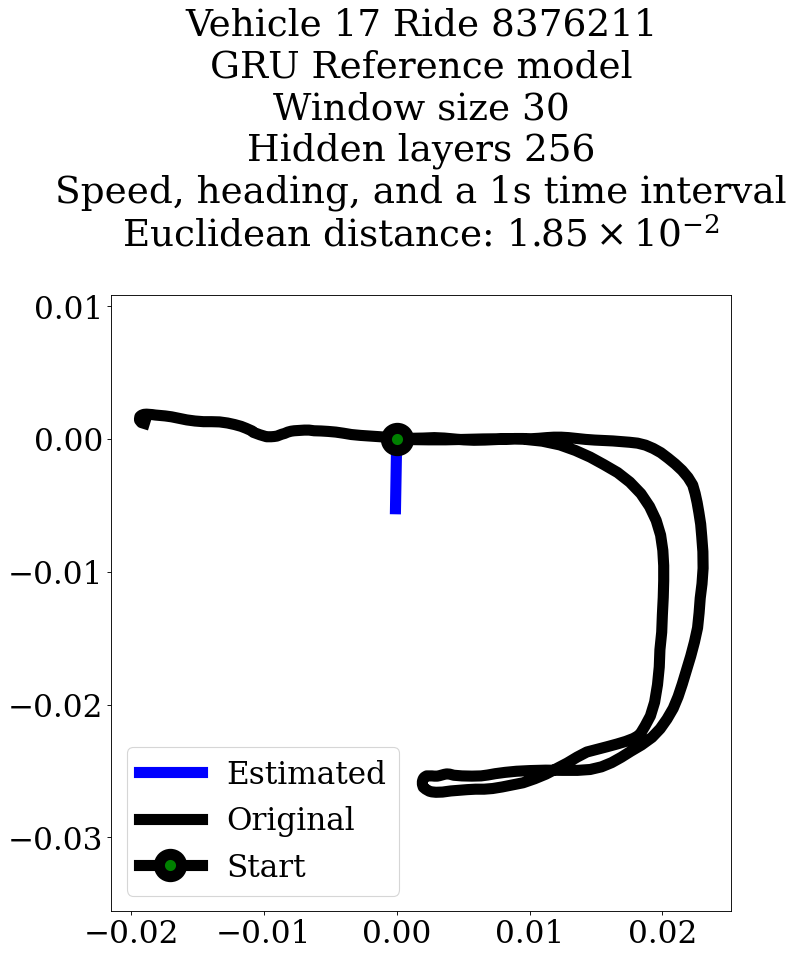 Vehicle 17 Ride 8376211
GRU Reference model
Window size 30
Hidden layers 256
Speed, heading, and a 1s time interval
Euclidean distance: 1.85 × 10⁻²
0.01
0.00
−0.01
−0.02
−0.03
Estimated
Original
Start
−0.02 −0.01 0.00 0.01 0.02